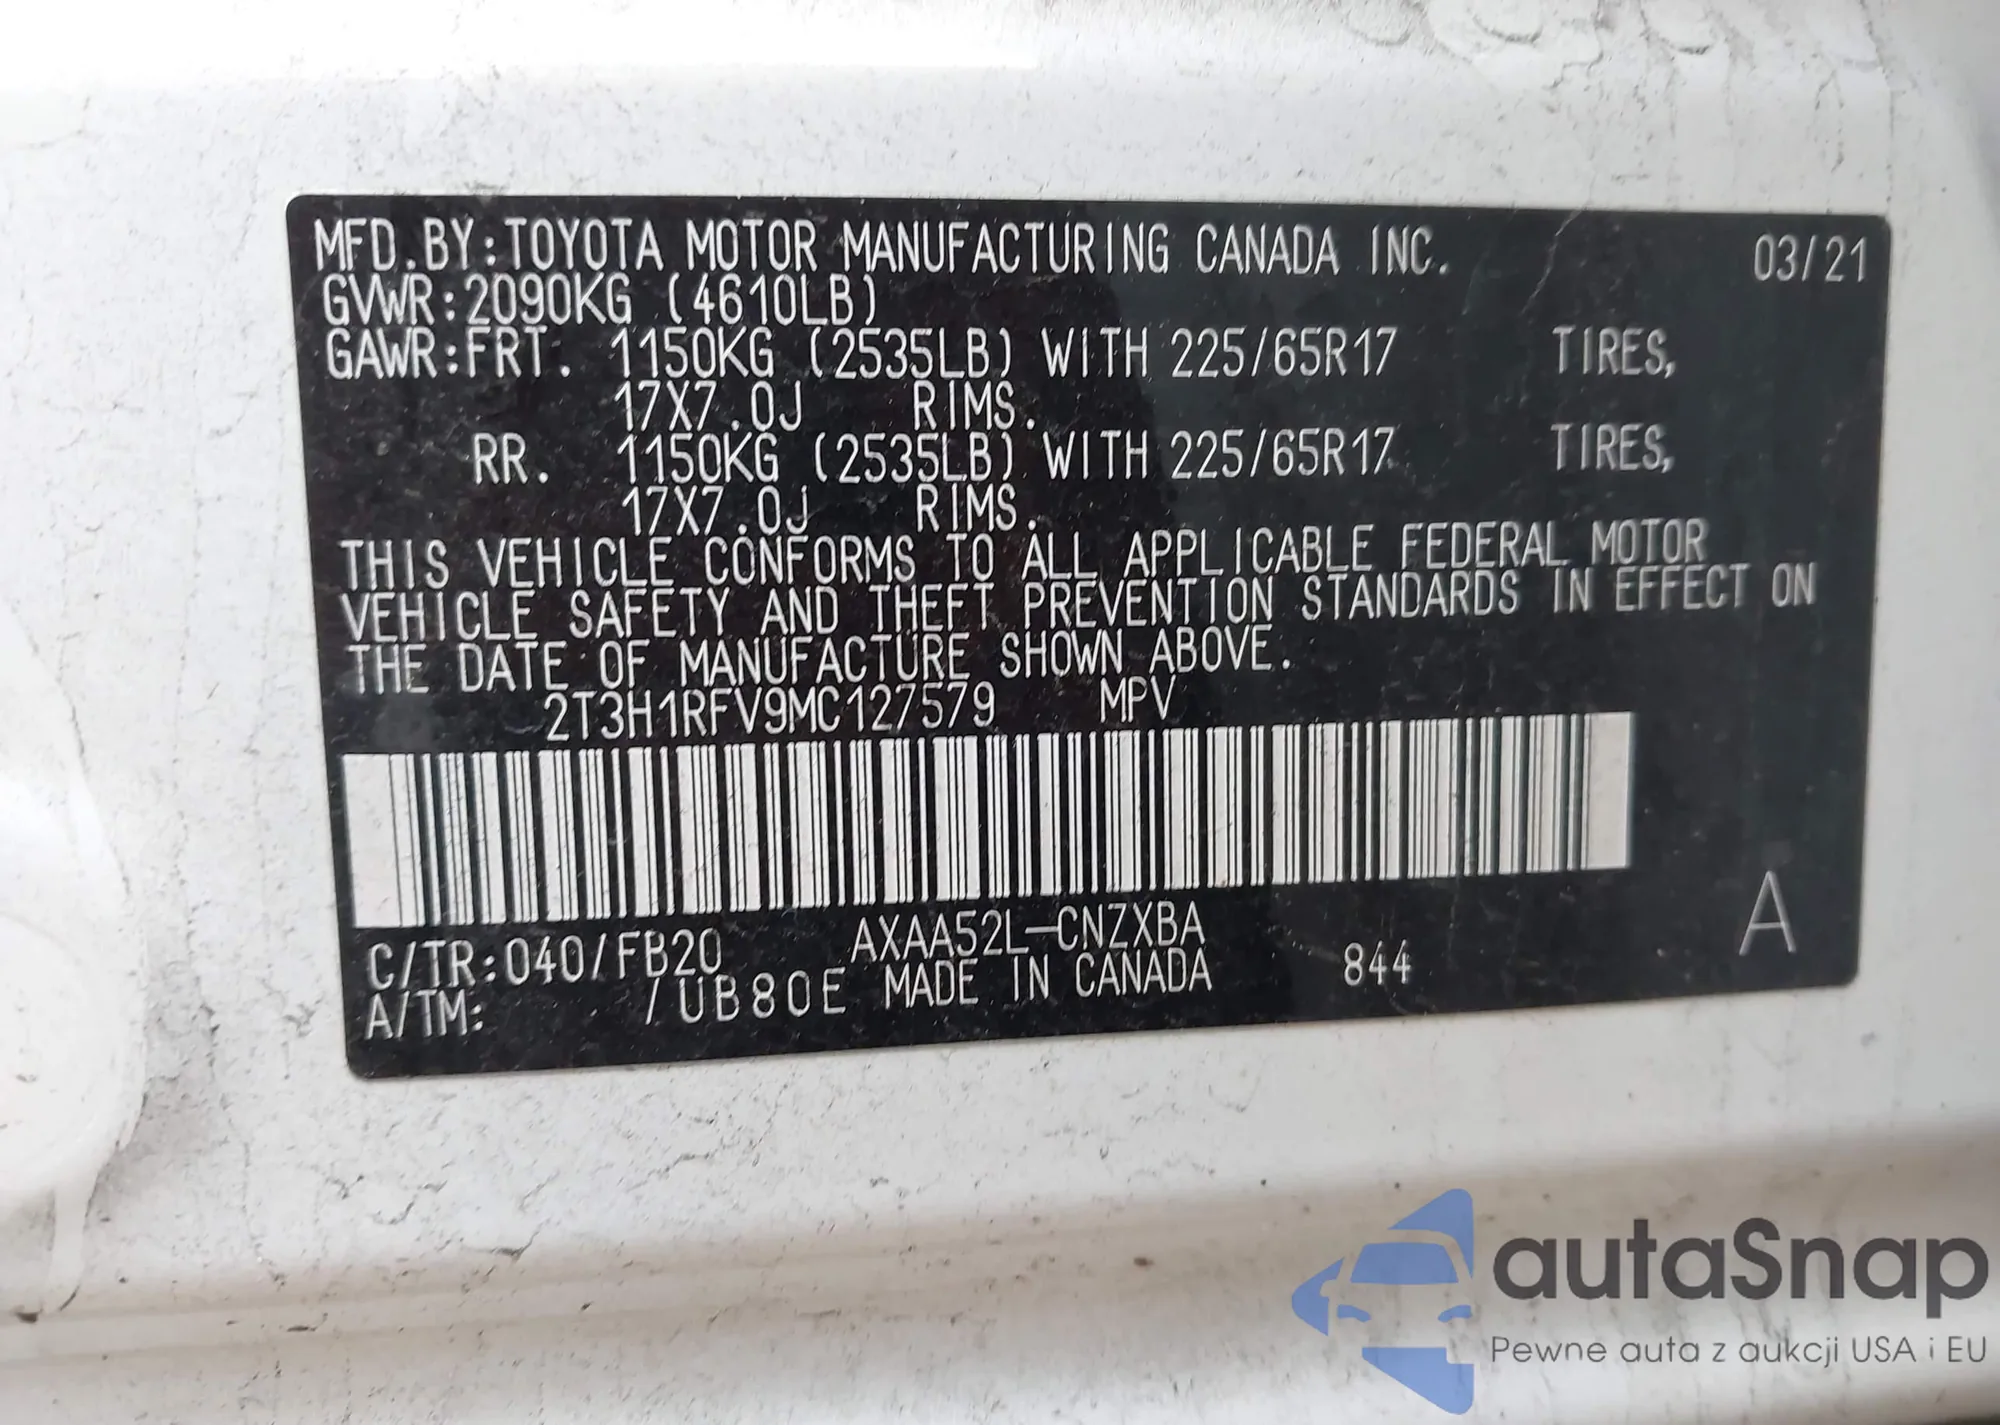 MFD.BY:TOYOTA MOTOR MANUFACTURING CANADA INC. 03/21
GVWR:2090KG (4610LB)
GAWR:FRT. 1150KG (2535LB) WITH 225/65R17 TIRES,
17X7.0J RIMS.
RR. 1150KG (2535LB) WITH 225/65R17 TIRES,
17X7.0J RIMS.
THIS VEHICLE CONFORMS TO ALL APPLICABLE FEDERAL MOTOR
VEHICLE SAFETY AND THEFT PREVENTION STANDARDS IN EFFECT ON
THE DATE OF MANUFACTURE SHOWN ABOVE.
2T3H1RFV9MC127579 MPV
C/TR:040/FB20 AXAA52L-CNZXBA 844 A
A/TM: /UB80E MADE IN CANADA
autaSnap
Pewne auta z aukcji USA i EU